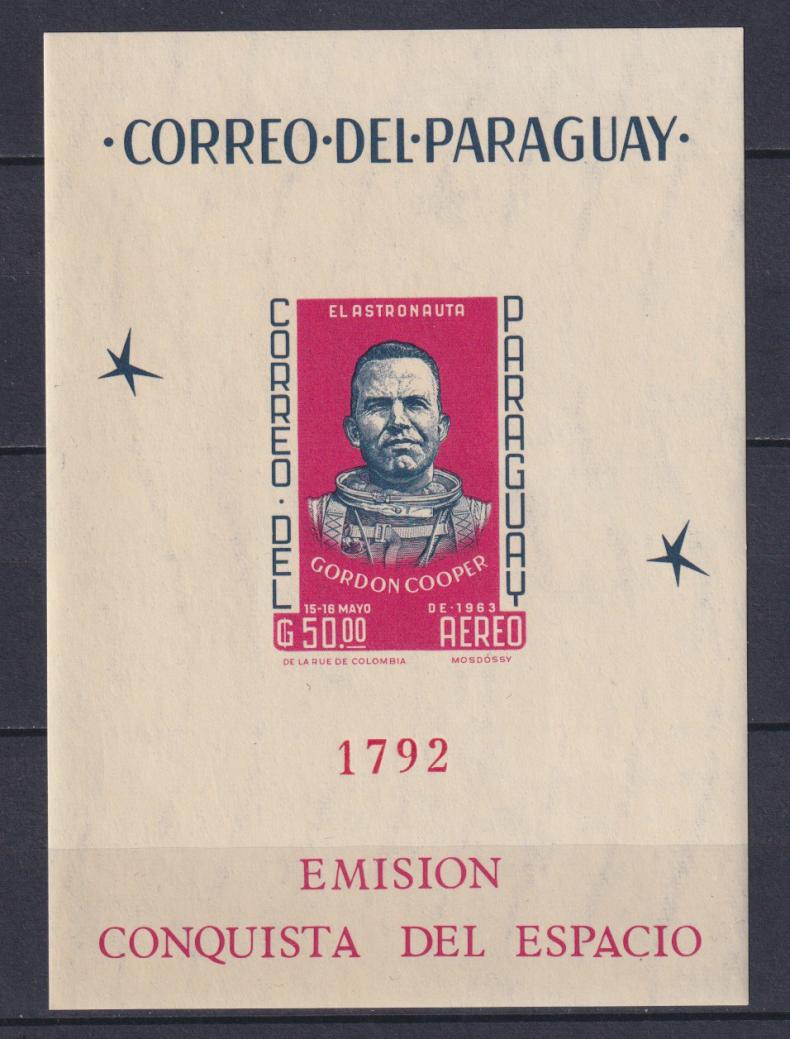 ·CORREO·DEL·PARAGUAY·
EL ASTRONAUTA
CORREO·DEL
PARAGUAY
GORDON COOPER
15-16 MAYO DE·1963
₲ 50.00 AEREO
DE LA RUE DE COLOMBIA MOSDÓSSY
1792
EMISION
CONQUISTA DEL ESPACIO